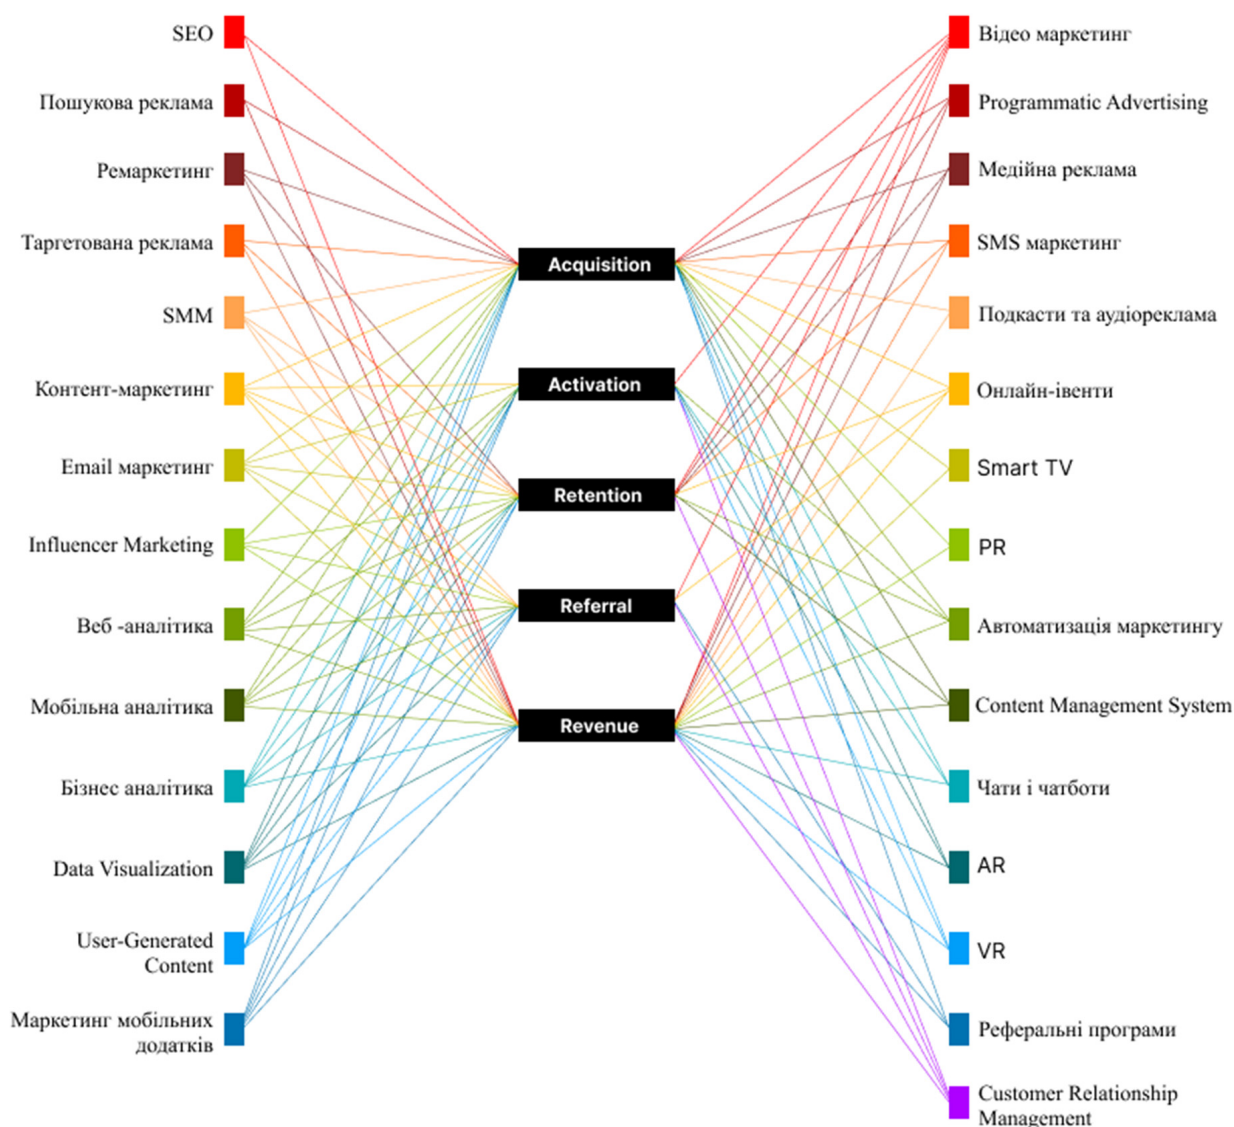 SEO
Пошукова реклама
Ремаркетинг
Таргетована реклама
SMM
Контент-маркетинг
Email маркетинг
Influencer Marketing
Веб -аналітика
Мобільна аналітика
Бізнес аналітика
Data Visualization
User-Generated
Content
Маркетинг мобільних
додатків
Acquisition
Activation
Retention
Referral
Revenue
Відео маркетинг
Programmatic Advertising
Медійна реклама
SMS маркетинг
Подкасти та аудіореклама
Онлайн-івенти
Smart TV
PR
Автоматизація маркетингу
Content Management System
Чати і чатботи
AR
VR
Реферальні програми
Customer Relationship
Management